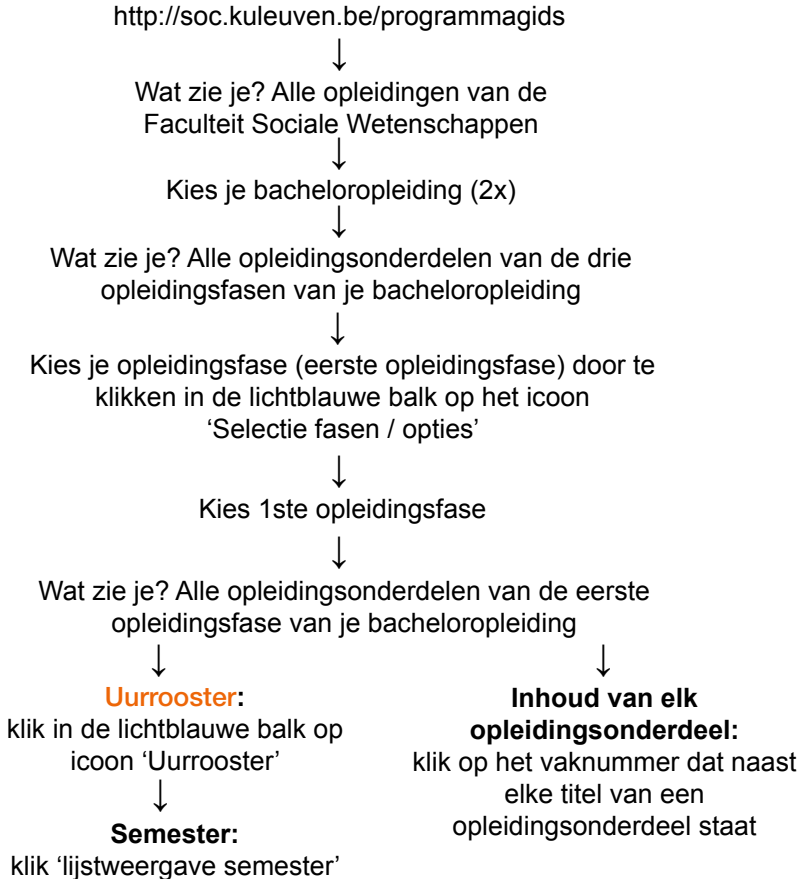 http://soc.kuleuven.be/programmagids
↓
Wat zie je? Alle opleidingen van de
Faculteit Sociale Wetenschappen
↓
Kies je bacheloropleiding (2x)
↓
Wat zie je? Alle opleidingsonderdelen van de drie
opleidingsfasen van je bacheloropleiding
↓
Kies je opleidingsfase (eerste opleidingsfase) door te
klikken in de lichtblauwe balk op het icoon
‘Selectie fasen / opties’
↓
Kies 1ste opleidingsfase
↓
Wat zie je? Alle opleidingsonderdelen van de eerste
opleidingsfase van je bacheloropleiding
↓
Uurrooster:
klik in de lichtblauwe balk op
icoon ‘Uurrooster’
↓
Semester:
klik ‘lijstweergave semester’
↓
Inhoud van elk
opleidingsonderdeel:
klik op het vaknummer dat naast
elke titel van een
opleidingsonderdeel staat